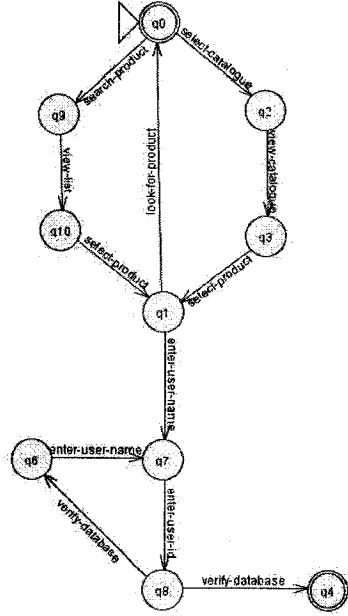 q0
search-product
select-catalogue
q9
q2
view-list
look-for-product
view-catalogue
q10
q3
select-product
select-product
q1
enter-user-name
q6
enter-user-name
q7
verify-database
enter-user-id
q8
verify-database
q4